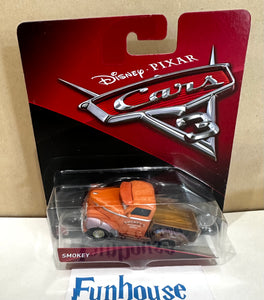 Disney · PIXAR
Cars
3
SMOKEY
Funhouse